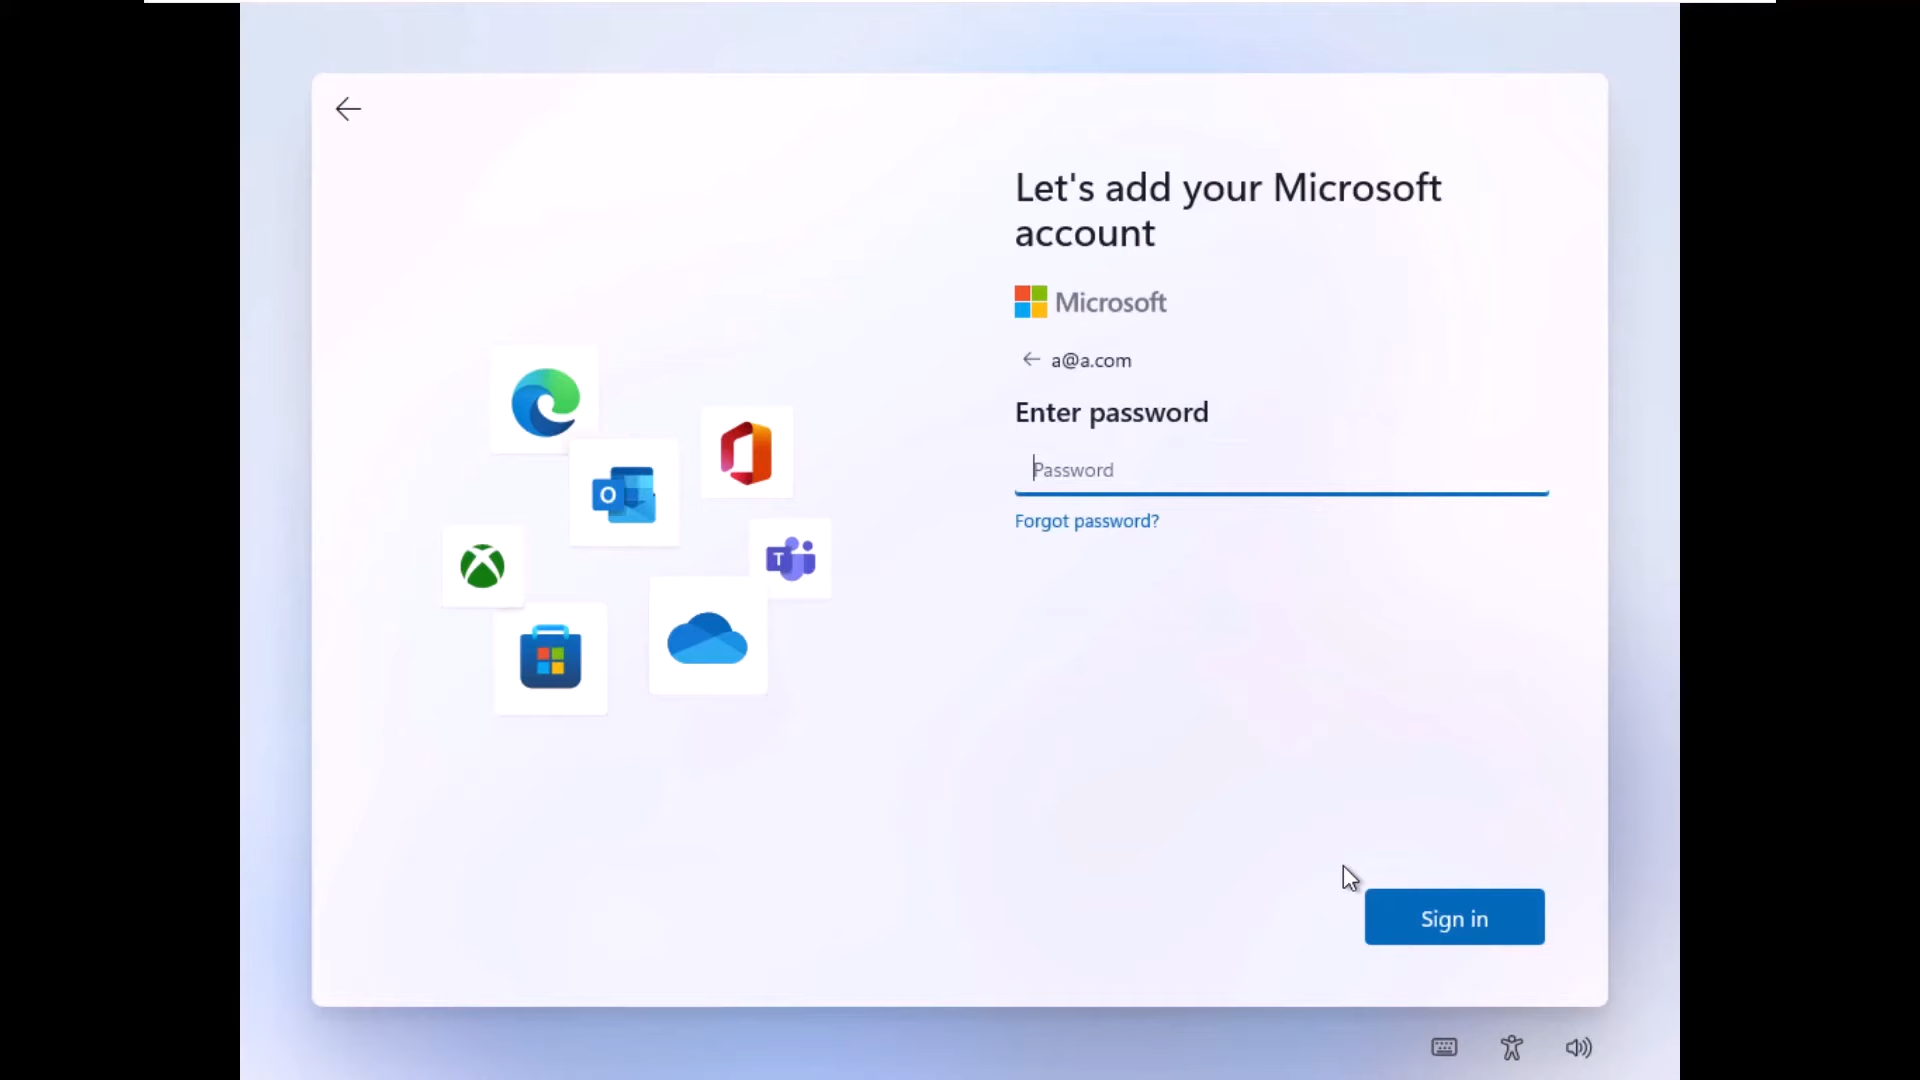 Let's add your Microsoft
account
Microsoft
a@a.com
Enter password
Password
Forgot password?
Sign in